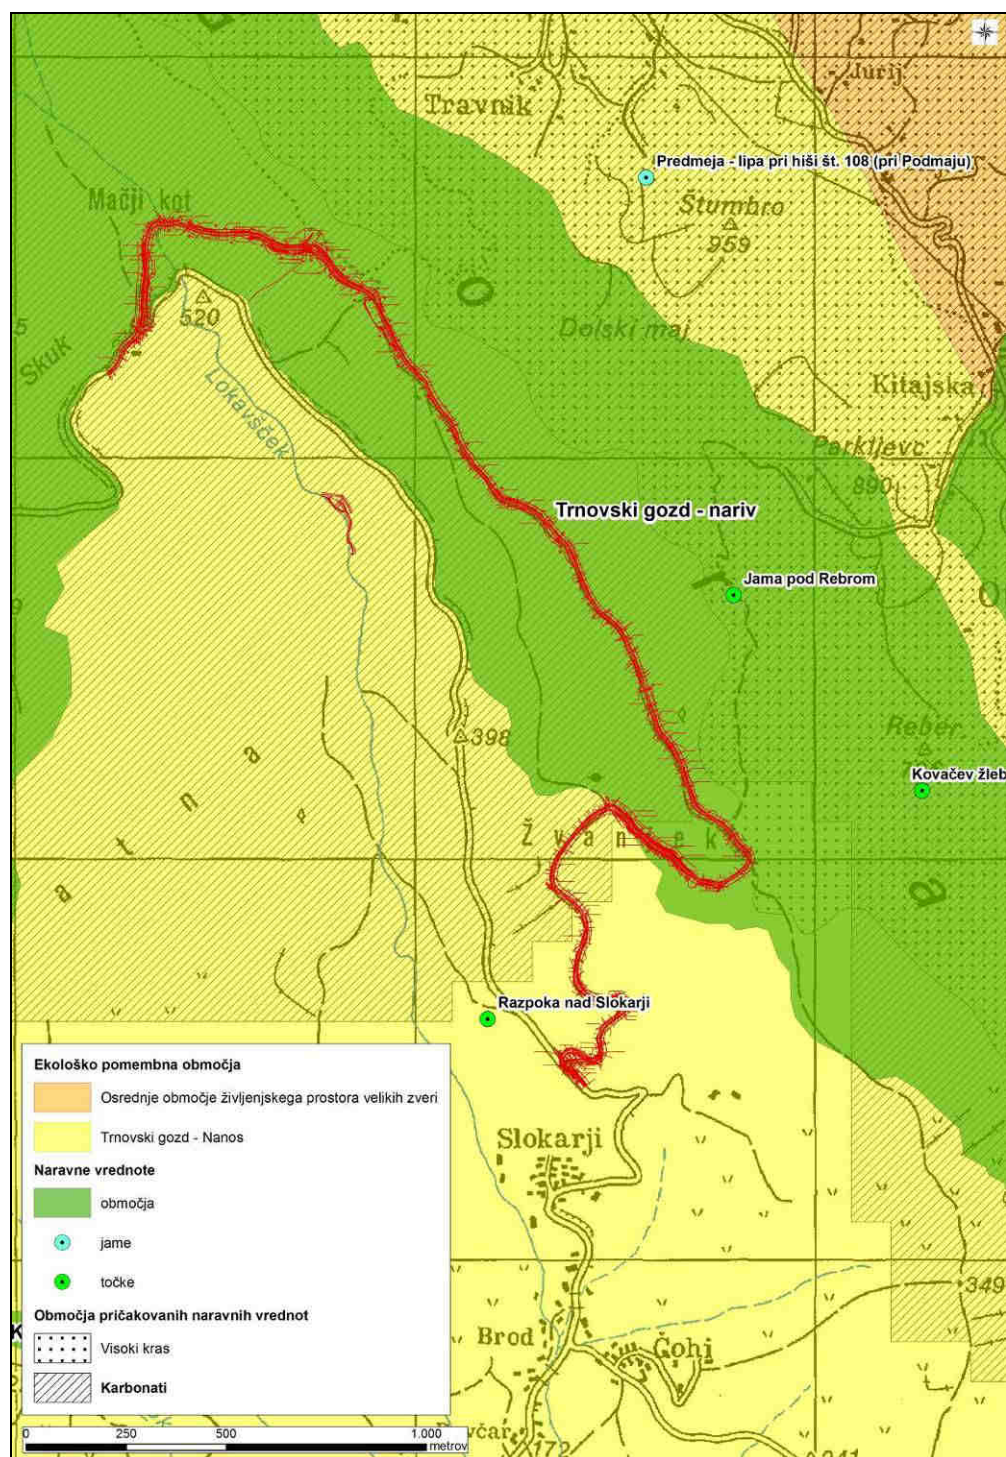 Jurij
Travnik
Predmeja - lipa pri hiši št. 108 (pri Podmaju)
Mačji kot
Štumbro
959
O
520
Dolski maj
Skuk
Lokavšček
Kitajska
Parkljevc
Trnovski gozd - nariv
890
Jama pod Rebrom
r
O
398
Reber
Kovačev žleb
n
a
Žvanžek
t
a
a
Razpoka nad Slokarji
Ekološko pomembna območja
Osrednje območje življenjskega prostora velikih zveri
Trnovski gozd - Nanos
Naravne vrednote
območja
jame
točke
Območja pričakovanih naravnih vrednot
Visoki kras
Karbonati
Slokarji
349
K
Brod
Čohi
0
250
500
1.000
metrov
včar
172
241